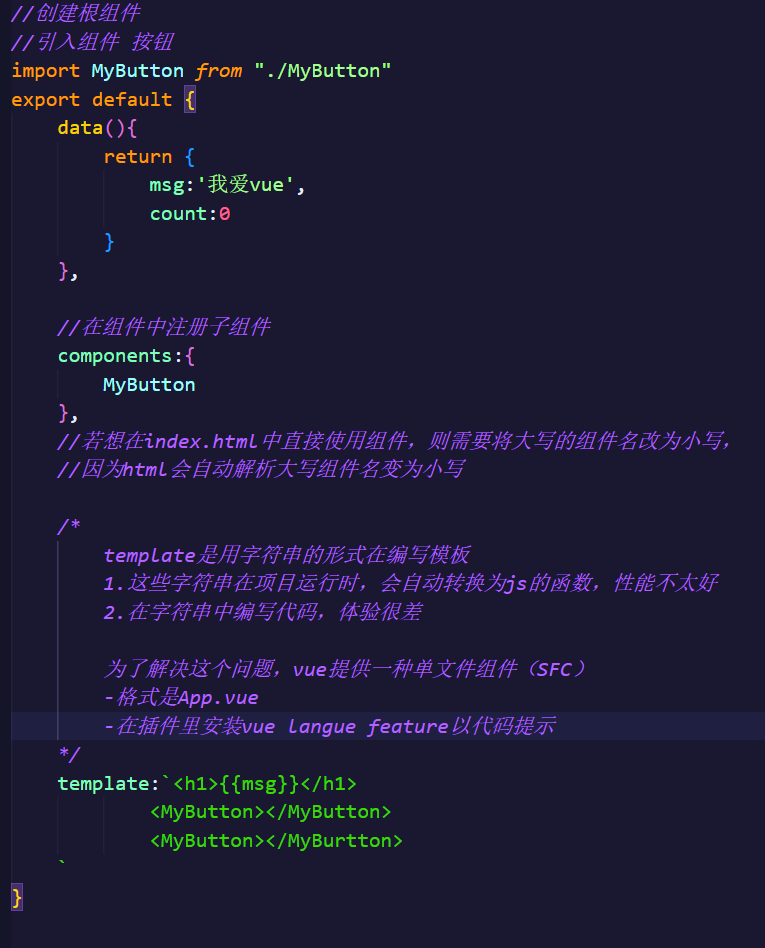 //创建根组件
//引入组件 按钮
import MyButton from "./MyButton"
export default {
    data(){
        return {
            msg:'我爱vue',
            count:0
        }
    },

    //在组件中注册子组件
    components:{
        MyButton
    },
    //若想在index.html中直接使用组件，则需要将大写的组件名改为小写，
    //因为html会自动解析大写组件名变为小写

    /*
        template是用字符串的形式在编写模板
        1.这些字符串在项目运行时，会自动转换为js的函数，性能不太好
        2.在字符串中编写代码，体验很差

        为了解决这个问题，vue提供一种单文件组件（SFC）
        -格式是App.vue
        -在插件里安装vue langue feature以代码提示
    */
    template:`<h1>{{msg}}</h1>
            <MyButton></MyButton>
            <MyButton></MyBurtton>
    `
}